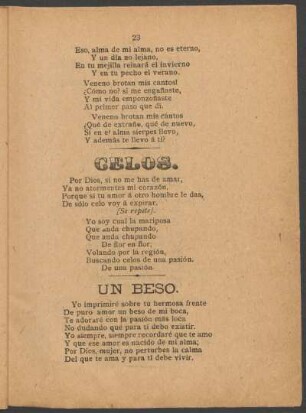 23
Eso, alma de mi alma, no es eterno,
Y un dia no lejano,
En tu mejilla reinará el invierno
Y en tu pecho el verano.
Veneno brotan mis cantos!
¿Cómo no? si me engañaste,
Y mi vida emponzoñaste
Al primer paso que dí.
Veneno brotan mis cantos
¿Qué de extraño, qué de nuevo,
Si en el alma sierpes llevo,
Y además te llevo á tí?
CELOS.
Por Dios, si no me has de amar,
Ya no atormentes mi corazón,
Porque si tu amor á otro hombre le das,
De sólo celo voy á expirar.
(Se repite).
Yo soy cual la mariposa
Que anda chupando,
Que anda chupando
De flor en flor;
Volando por la región,
Buscando celos de una pasión.
De una pasión.
UN BESO.
Yo imprimiré sobre tu hermosa frente
De puro amor un beso de mi boca,
Te adoraré con la pasión más loca
No dudando qué para tí debo existir.
Yo siempre, siempre recordaré que te amo
Y que ese amor es nacido de mi alma;
Por Dios, mujer, no perturbes la calma
Del que te ama y para tí debe vivir.